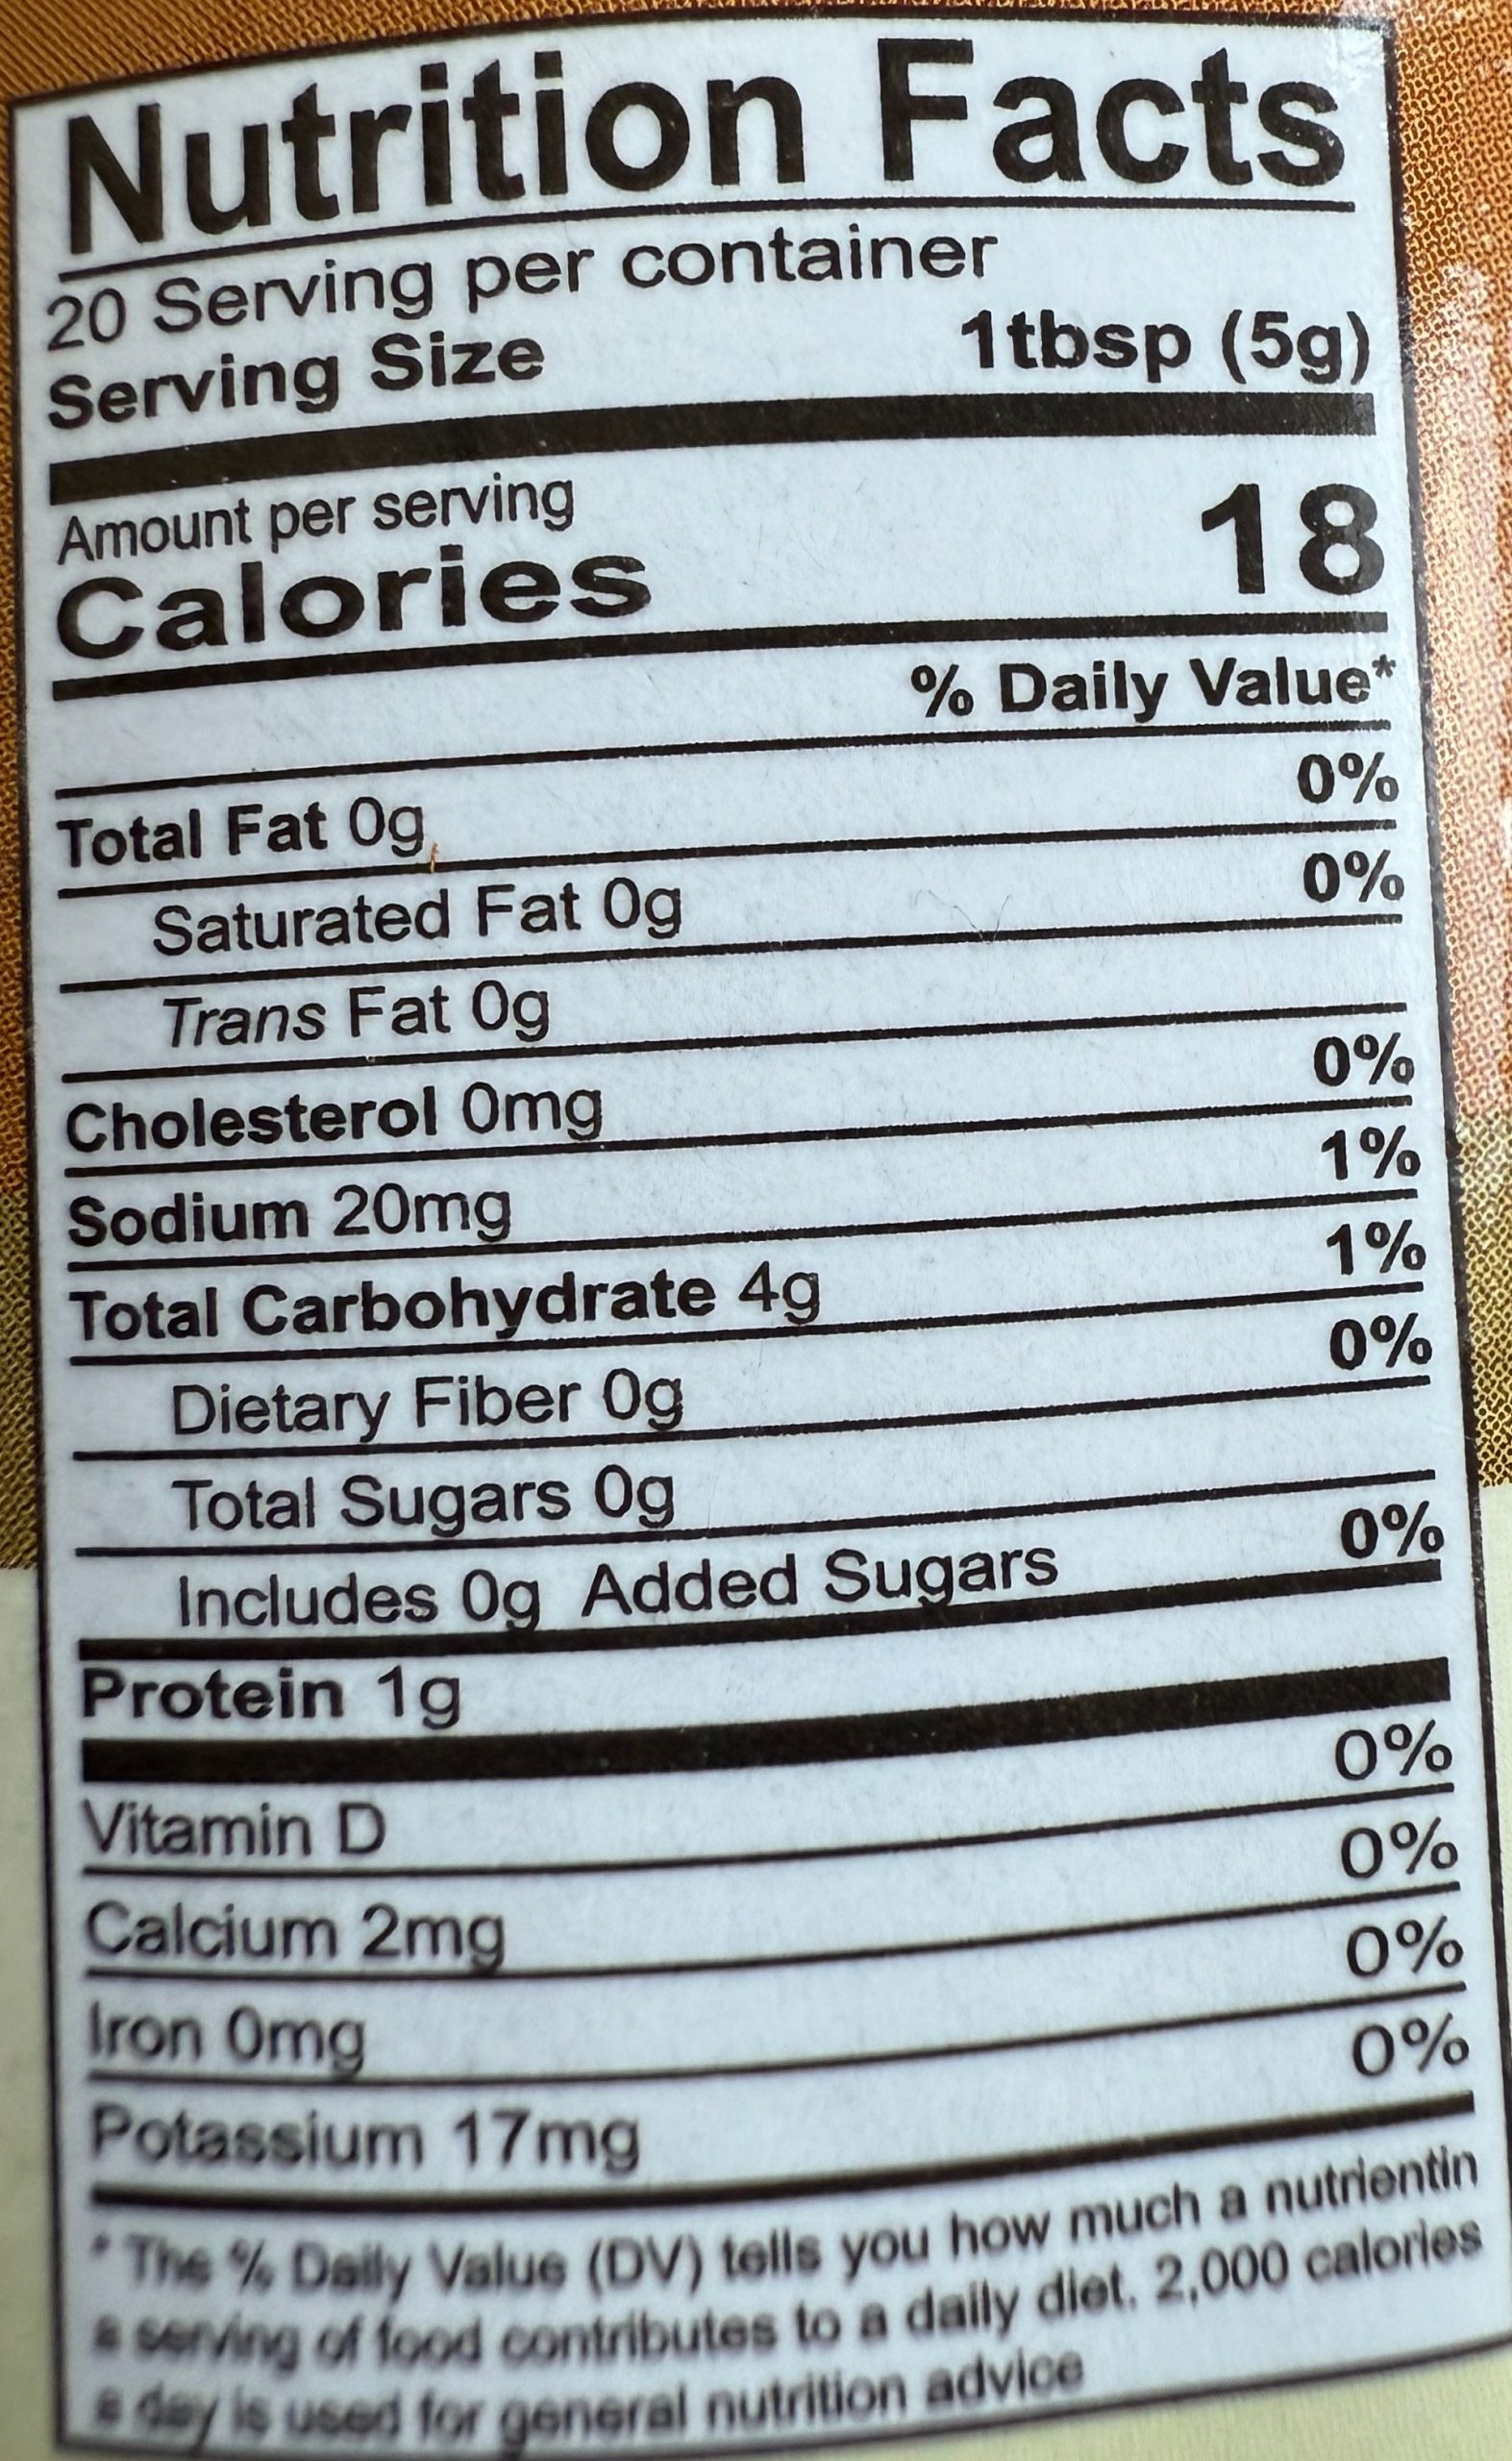 Nutrition Facts
20 Serving per container
Serving Size 1tbsp (5g)
Amount per serving
Calories 18
% Daily Value*
Total Fat 0g 0%
Saturated Fat 0g 0%
Trans Fat 0g
Cholesterol 0mg 0%
Sodium 20mg 1%
Total Carbohydrate 4g 1%
Dietary Fiber 0g 0%
Total Sugars 0g
Includes 0g Added Sugars 0%
Protein 1g
Vitamin D 0%
Calcium 2mg 0%
Iron 0mg 0%
Potassium 17mg 0%
* The % Daily Value (DV) tells you how much a nutrientin
a serving of food contributes to a daily diet. 2,000 calories
a day is used for general nutrition advice